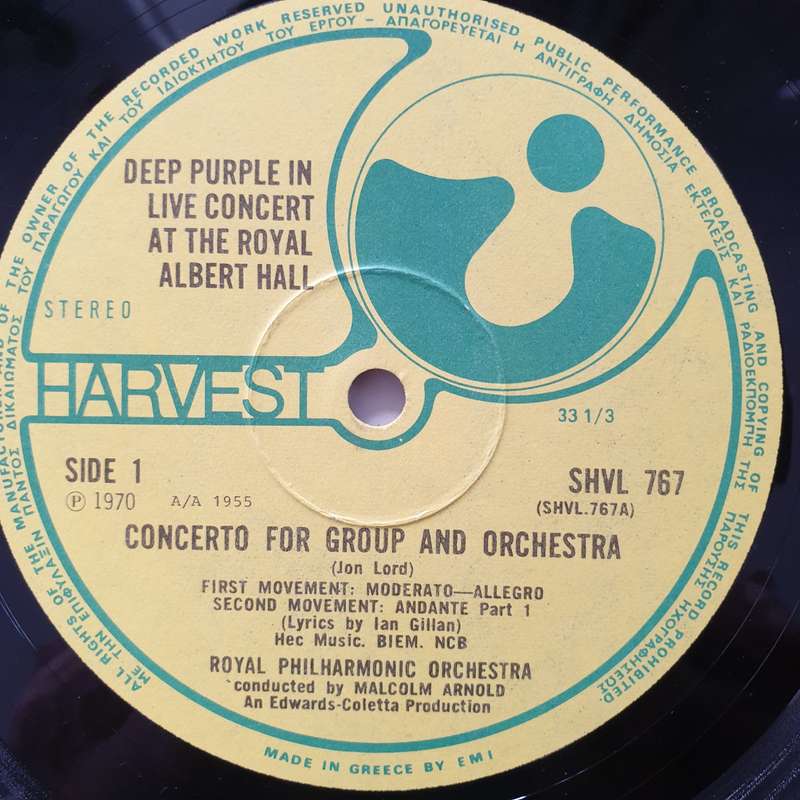 ALL RIGHTS OF THE MANUFACTURER AND OF THE OWNER OF THE RECORDED WORK RESERVED UNAUTHORISED PUBLIC PERFORMANCE BROADCASTING AND COPYING OF THIS RECORD PROHIBITED.
ΜΕ ΤΗΝ ΕΠΙΦΥΛΑΞΙΝ ΠΑΝΤΟΣ ΔΙΚΑΙΩΜΑΤΟΣ ΤΟΥ ΠΑΡΑΓΩΓΟΥ ΚΑΙ ΤΟΥ ΙΔΙΟΚΤΗΤΟΥ ΤΟΥ ΕΡΓΟΥ - ΑΠΑΓΟΡΕΥΕΤΑΙ Η ΑΝΤΙΓΡΑΦΗ ΔΗΜΟΣΙΑ ΕΚΤΕΛΕΣΙΣ ΚΑΙ ΡΑΔΙΟΕΚΠΟΜΠΗ ΤΗΣ ΠΑΡΟΥΣΗΣ ΗΧΟΓΡΑΦΗΣΕΩΣ
DEEP PURPLE IN
LIVE CONCERT
AT THE ROYAL
ALBERT HALL
STEREO
HARVEST
33 1/3
SIDE 1
SHVL 767
℗ 1970 A/A 1955
(SHVL.767A)
CONCERTO FOR GROUP AND ORCHESTRA
(Jon Lord)
FIRST MOVEMENT: MODERATO—ALLEGRO
SECOND MOVEMENT: ANDANTE Part 1
(Lyrics by Ian Gillan)
Hec Music. BIEM. NCB
ROYAL PHILHARMONIC ORCHESTRA
conducted by MALCOLM ARNOLD
An Edwards-Coletta Production
MADE IN GREECE BY EMI